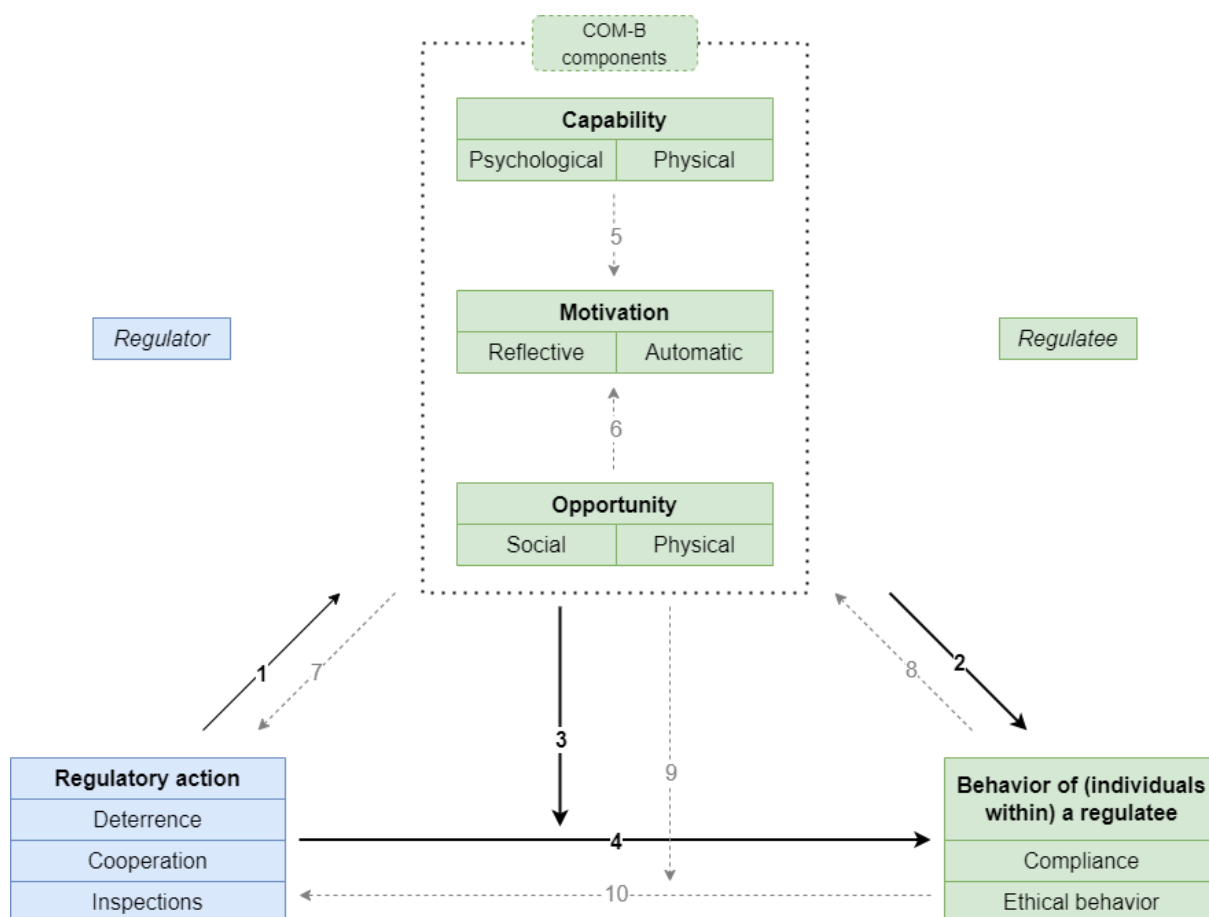 COM-B
components
Capability
Psychological Physical
5
Motivation
Reflective Automatic
Regulator
Regulatee
6
Opportunity
Social Physical
1
7
8
2
3
9
Regulatory action
Deterrence
Cooperation
Inspections
4
10
Behavior of (individuals
within) a regulatee
Compliance
Ethical behavior